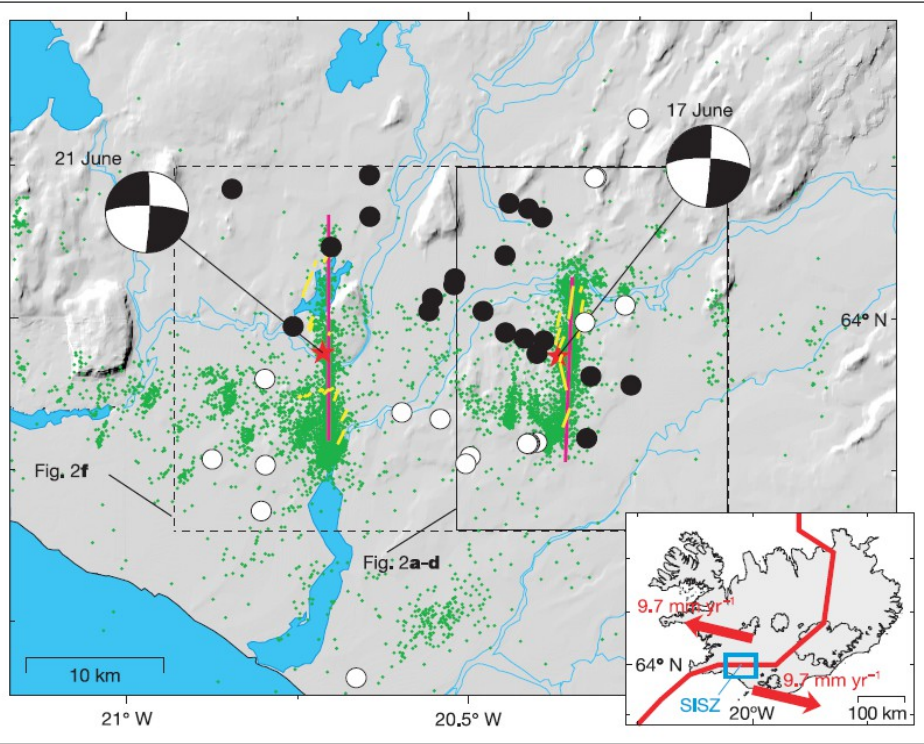 17 June
21 June
64° N
Fig. 2f
Fig. 2a-d
10 km
9.7 mm yr⁻¹
64° N
9.7 mm yr⁻¹
SISZ
20°W
100 km
21° W
20.5° W